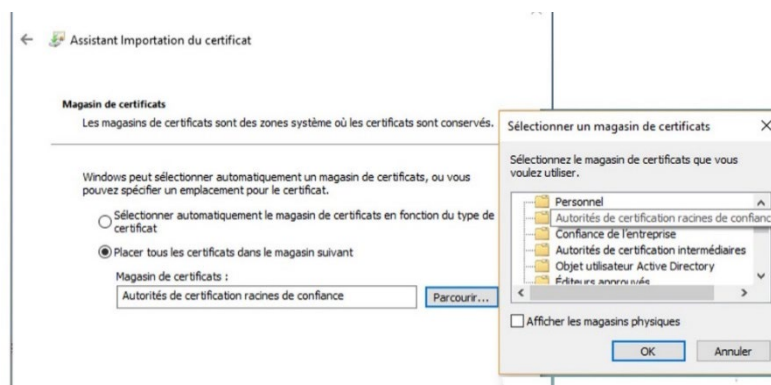 Assistant Importation du certificat
Magasin de certificats
Les magasins de certificats sont des zones système où les certificats sont conservés.
Windows peut sélectionner automatiquement un magasin de certificats, ou vous
pouvez spécifier un emplacement pour le certificat.
Sélectionner automatiquement le magasin de certificats en fonction du type de
certificat
Placer tous les certificats dans le magasin suivant
Magasin de certificats :
Autorités de certification racines de confiance
Parcourir...
Sélectionner un magasin de certificats
Sélectionnez le magasin de certificats que vous
voulez utiliser.
Personnel
Autorités de certification racines de confianc
Confiance de l'entreprise
Autorités de certification intermédiaires
Objet utilisateur Active Directory
Éditeurs approuvés
Afficher les magasins physiques
OK
Annuler